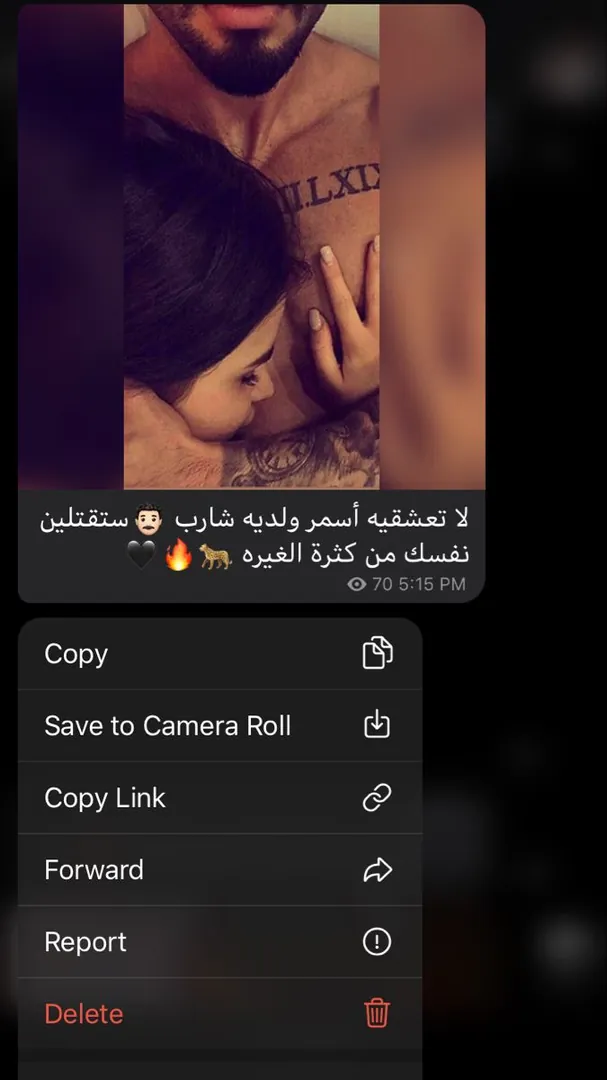 I.LXIX
لا تعشقيه أسمر ولديه شارب 👨🏻 ستقتلين
نفسك من كثرة الغيره 🐆🔥🖤
70 5:15 PM
Copy
Save to Camera Roll
Copy Link
Forward
Report
Delete